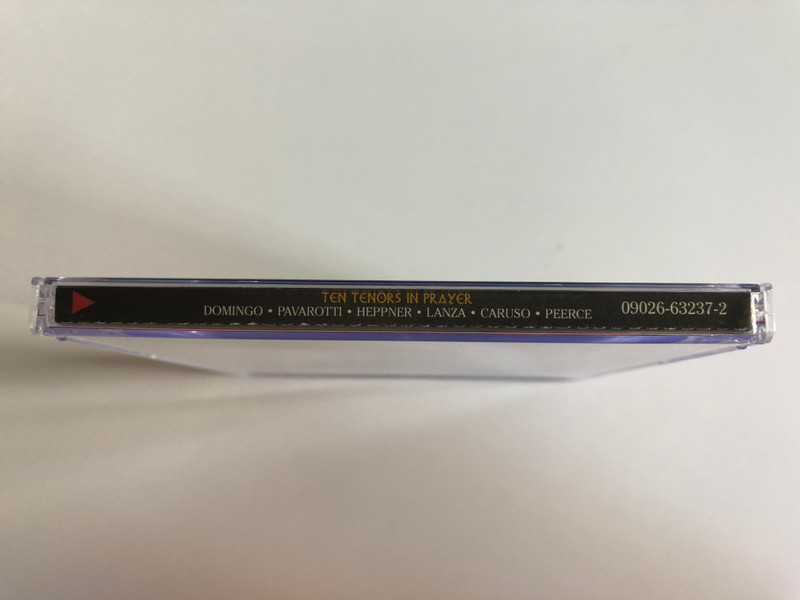 TEN TENORS IN PRAYER
DOMINGO • PAVAROTTI • HEPPNER • LANZA • CARUSO • PEERCE
09026-63237-2